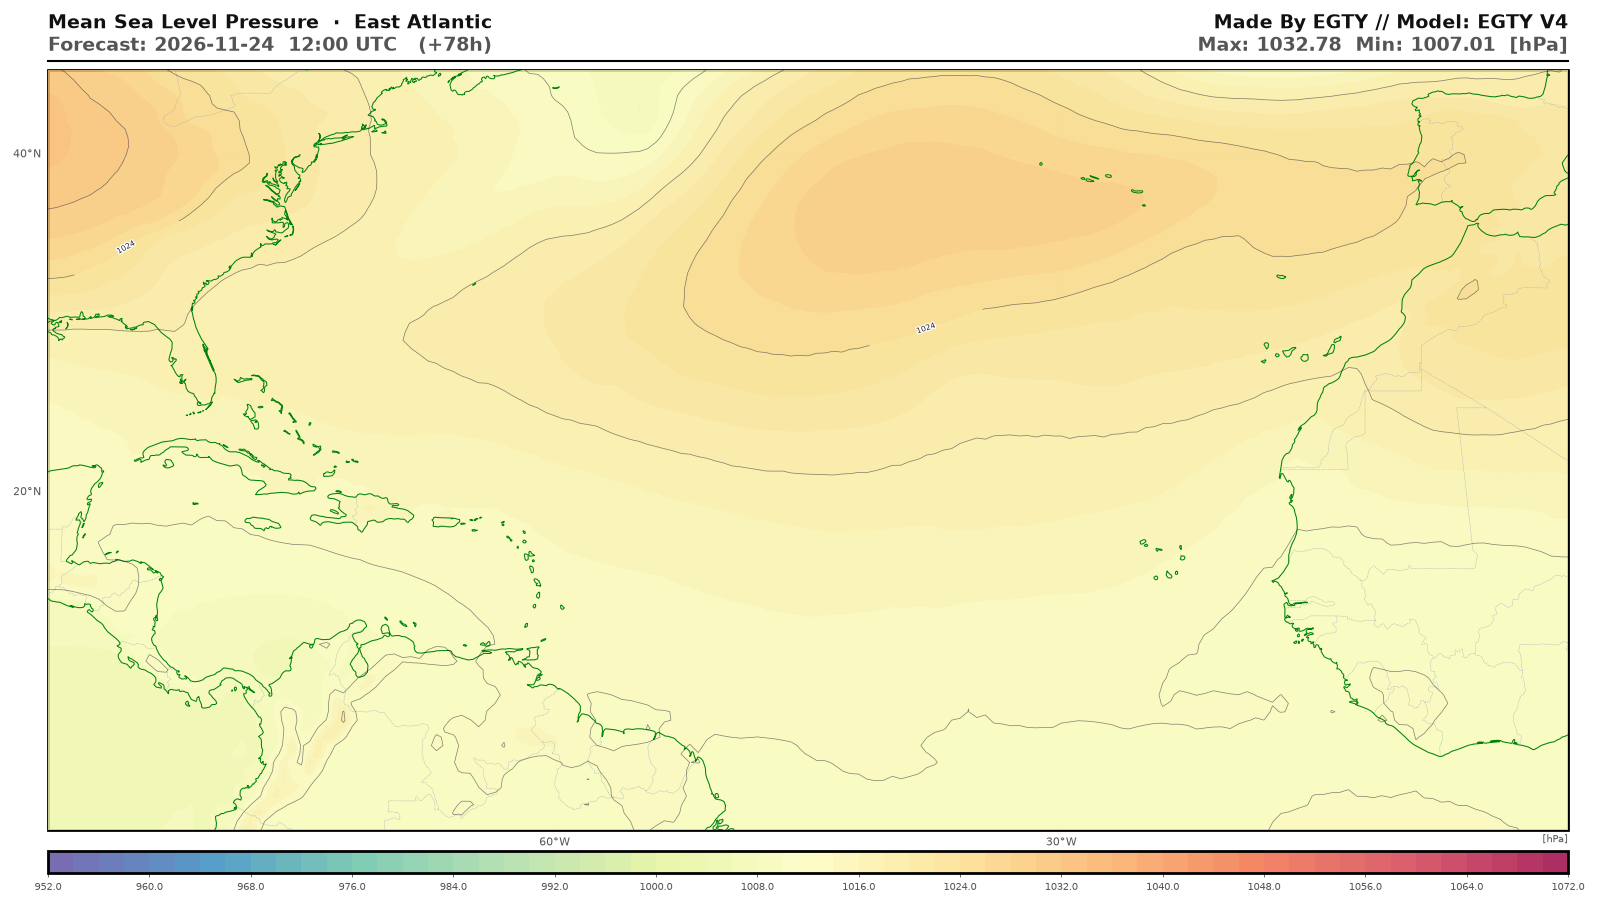 Mean Sea Level Pressure · East Atlantic
Made By EGTY // Model: EGTY V4
Forecast: 2026-11-24 12:00 UTC (+78h)
Max: 1032.78 Min: 1007.01 [hPa]
40°N
1024
1024
20°N
60°W
30°W
[hPa]
952.0 960.0 968.0 976.0 984.0 992.0 1000.0 1008.0 1016.0 1024.0 1032.0 1040.0 1048.0 1056.0 1064.0 1072.0